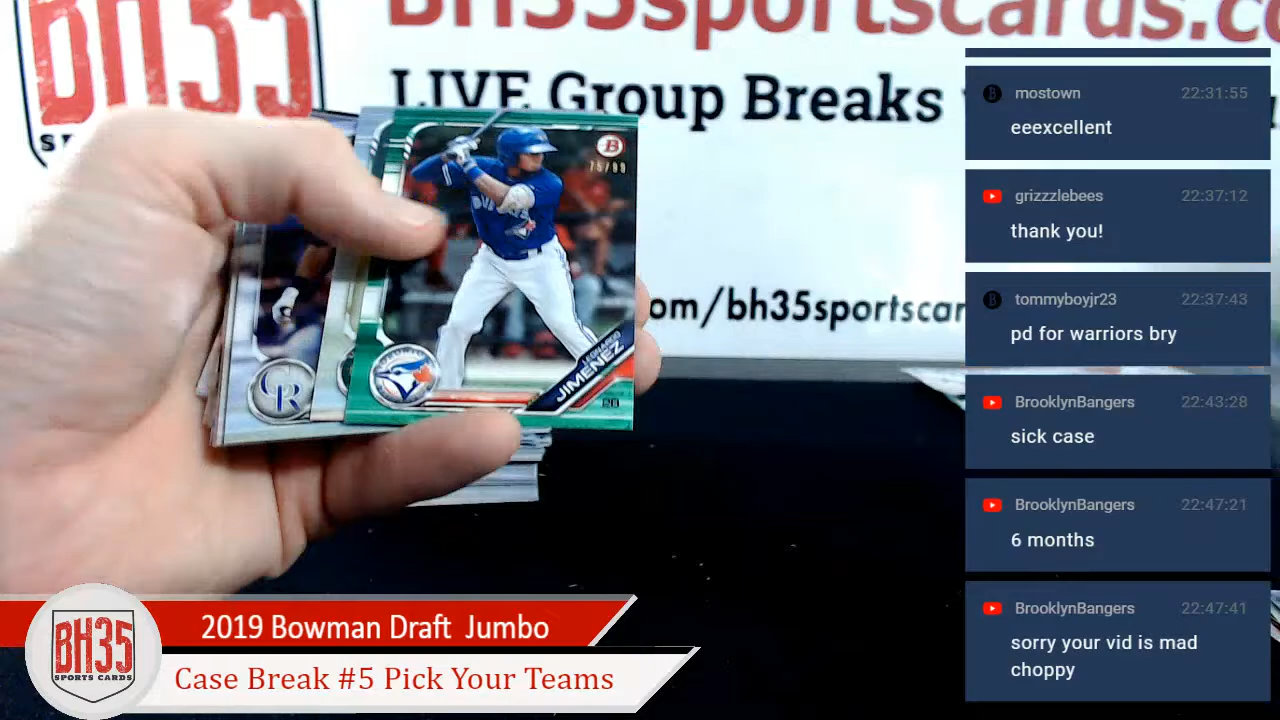 BH35
BH35sportscards.co
LIVE Group Breaks
om/bh35sportscar
B
75/99
LEONARDO
JIMENEZ
CR
BH35
SPORTS CARDS
2019 Bowman Draft Jumbo
Case Break #5 Pick Your Teams
mostown 22:31:55
eeexcellent
grizzzlebees 22:37:12
thank you!
tommyboyjr23 22:37:43
pd for warriors bry
BrooklynBangers 22:43:28
sick case
BrooklynBangers 22:47:21
6 months
BrooklynBangers 22:47:41
sorry your vid is mad
choppy